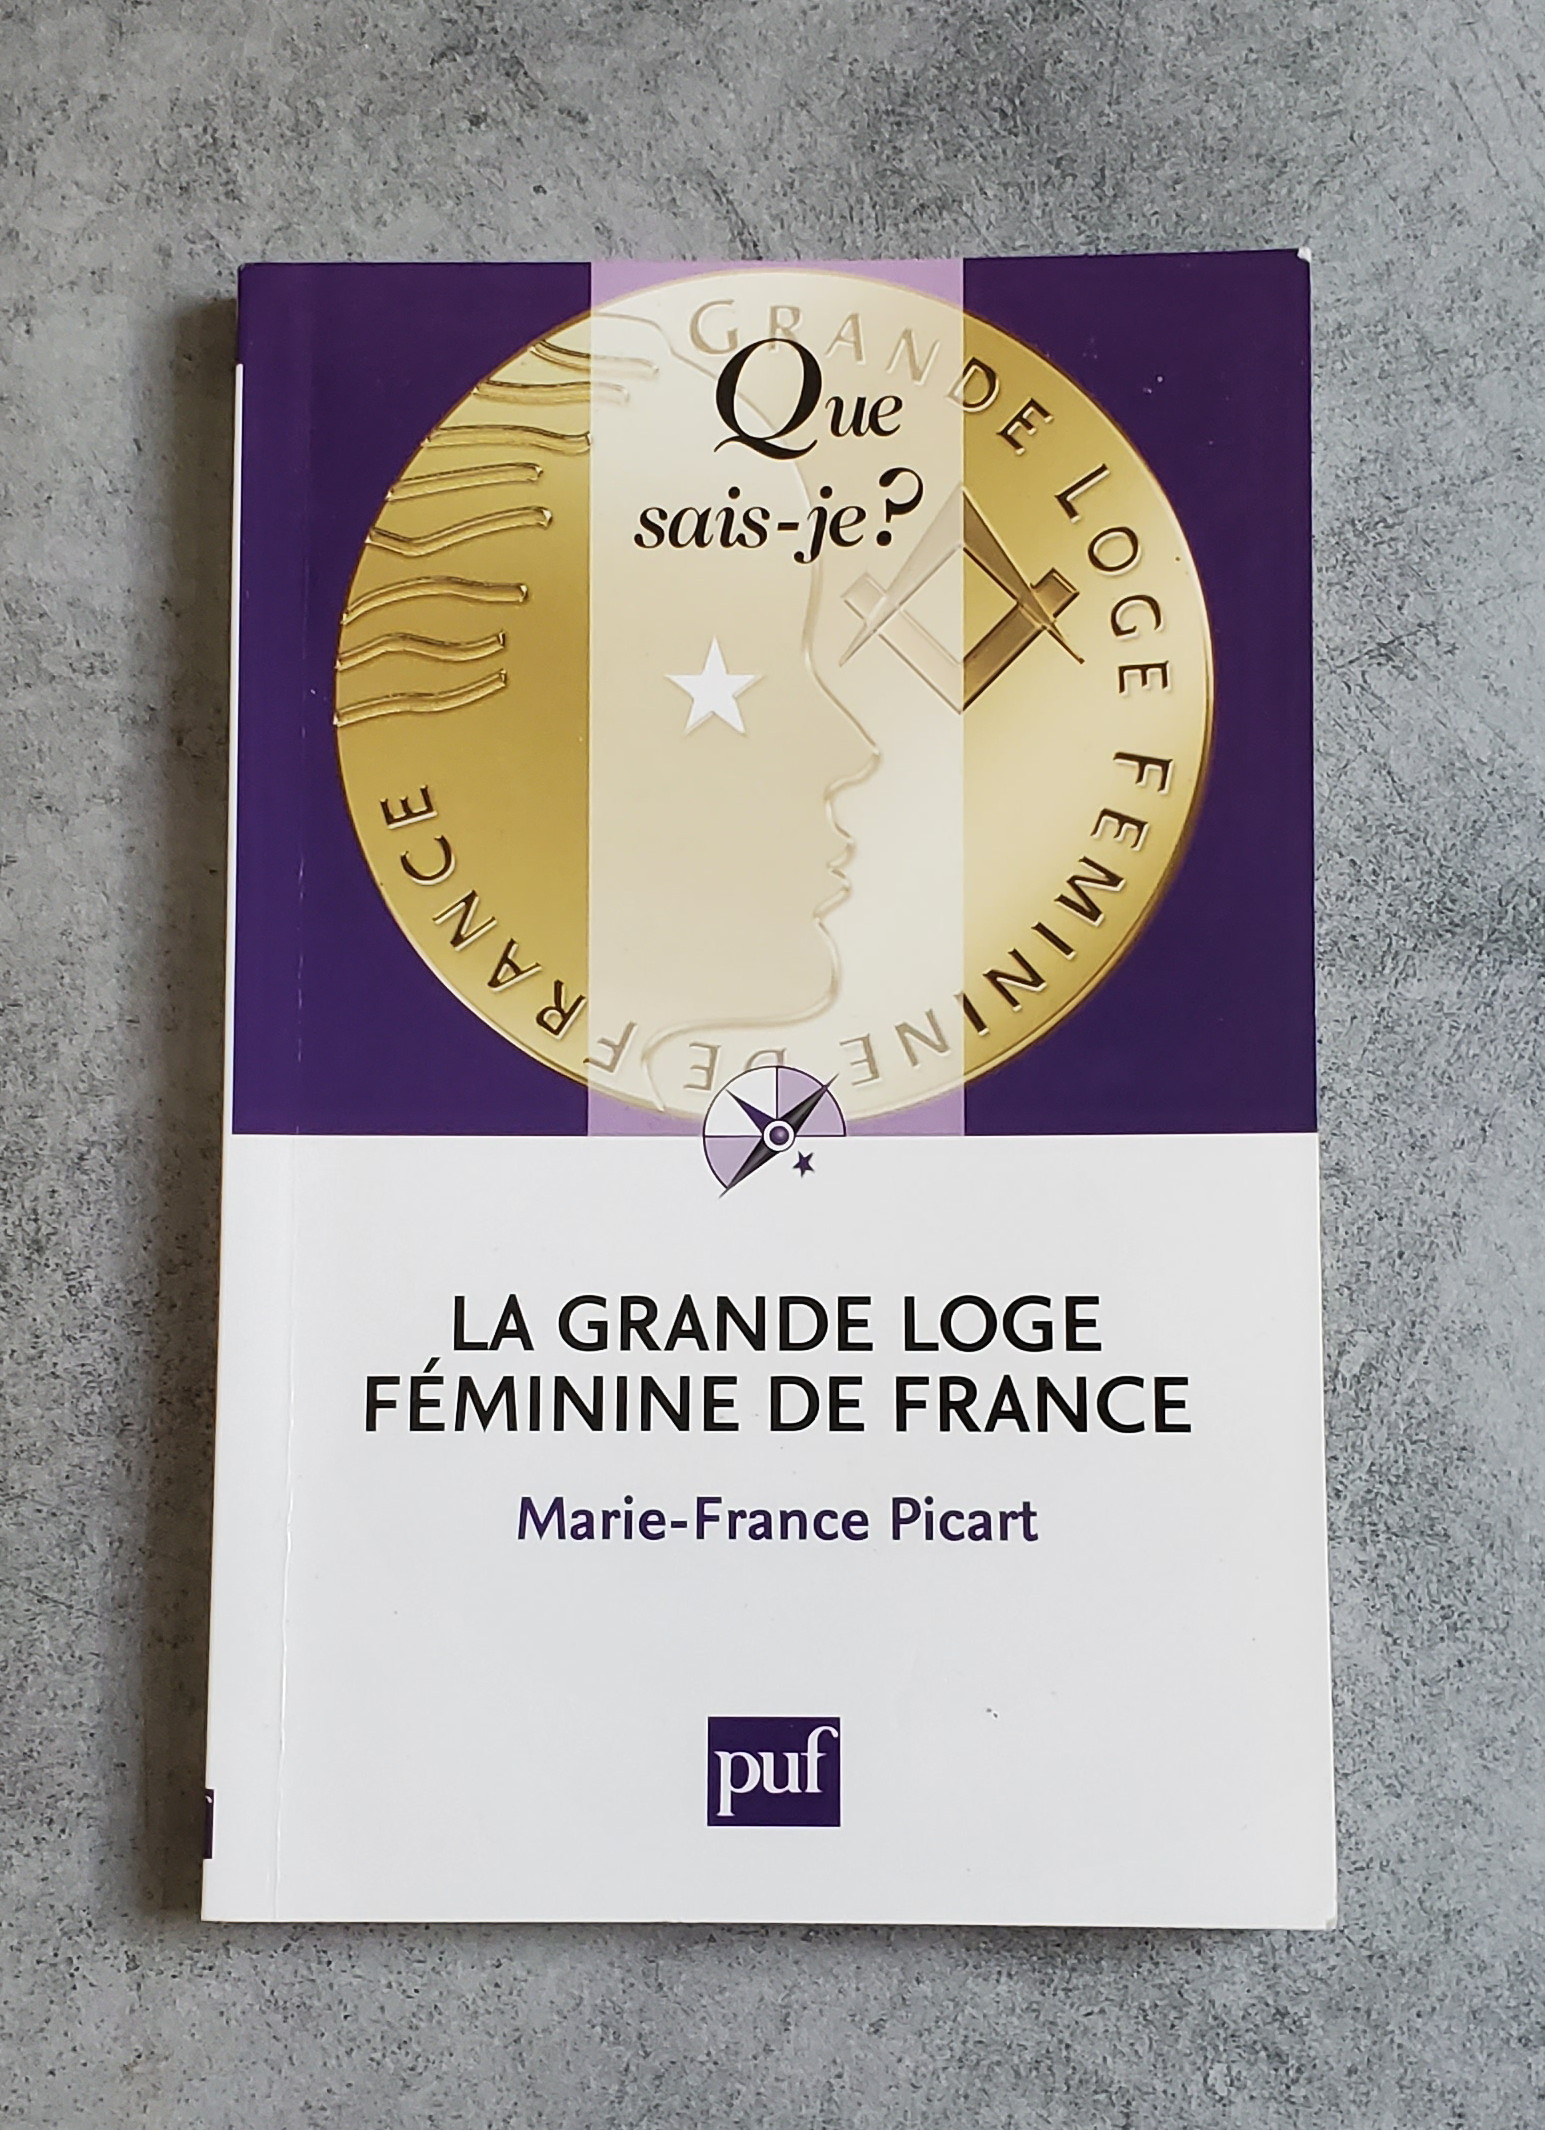 GRANDE LOGE FEMININE DE FRANCE
Que
sais-je?
LA GRANDE LOGE
FÉMININE DE FRANCE
Marie-France Picart
puf